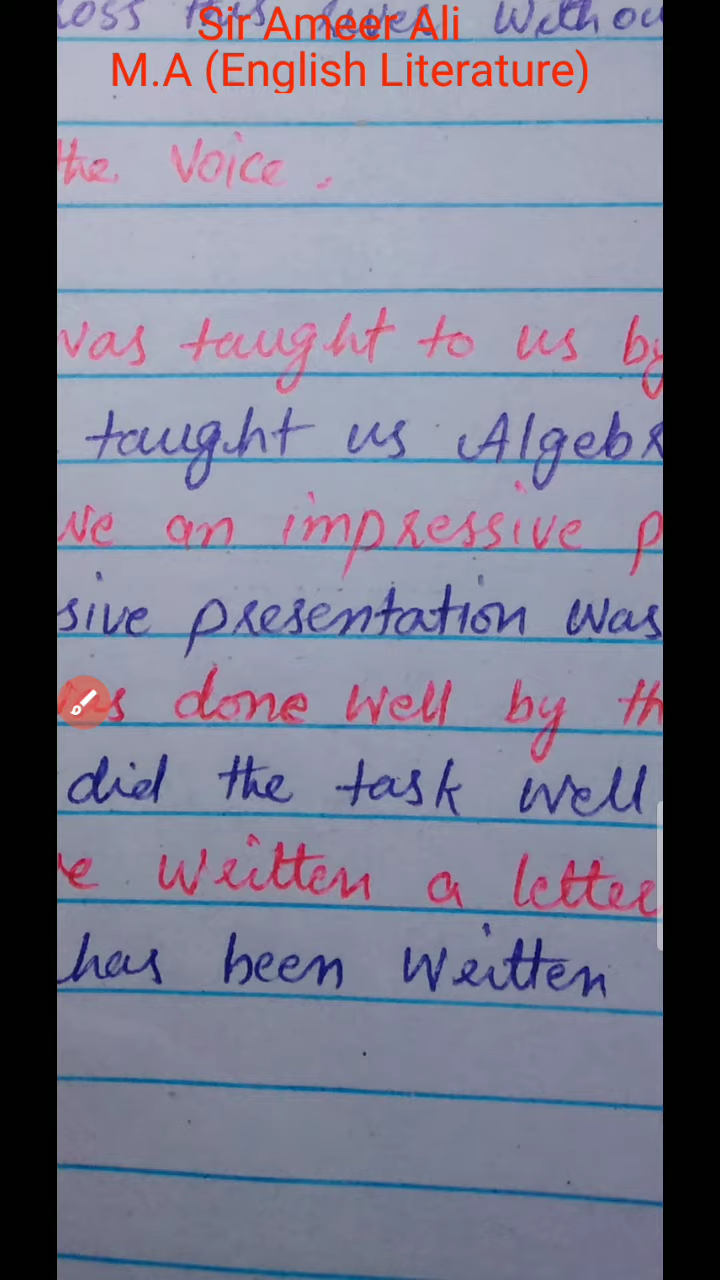 Sir Ameer Ali
M.A (English Literature)
the Voice.
was taught to us by
taught us Algeb
an impressive p
sive presentation was
done well by th
did the task well
e written a letter
has been written